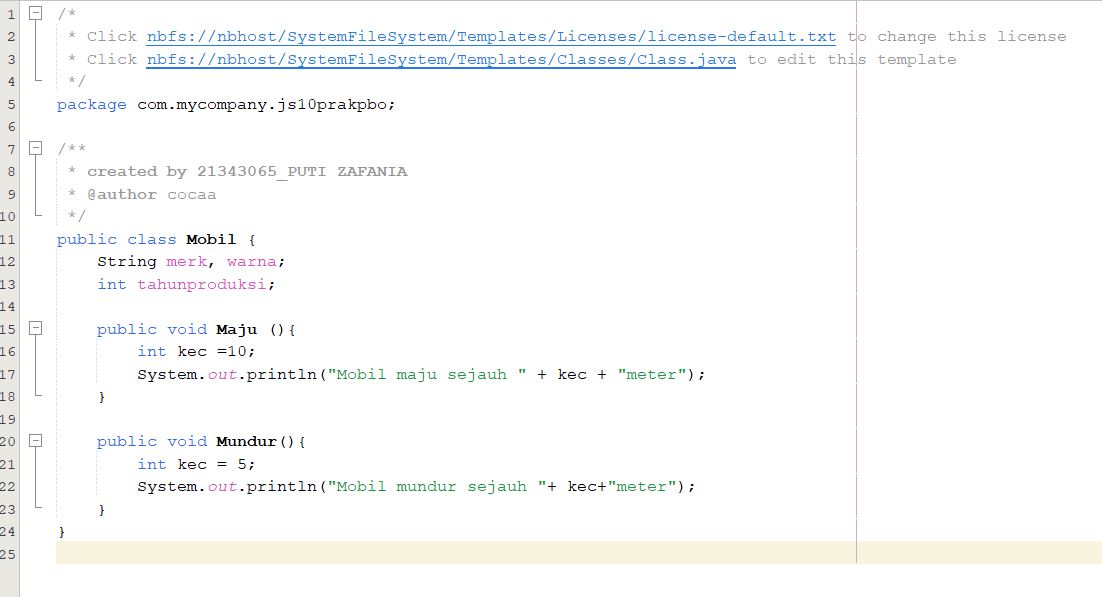 1 /*
2  * Click nbfs://nbhost/SystemFileSystem/Templates/Licenses/license-default.txt to change this license
3  * Click nbfs://nbhost/SystemFileSystem/Templates/Classes/Class.java to edit this template
4  */
5 package com.mycompany.js10prakpbo;
6
7 /**
8  * created by 21343065_PUTI ZAFANIA
9  * @author cocaa
10  */
11 public class Mobil {
12     String merk, warna;
13     int tahunproduksi;
14
15     public void Maju (){
16         int kec =10;
17         System.out.println("Mobil maju sejauh " + kec + "meter");
18     }
19
20     public void Mundur(){
21         int kec = 5;
22         System.out.println("Mobil mundur sejauh "+ kec+"meter");
23     }
24 }
25